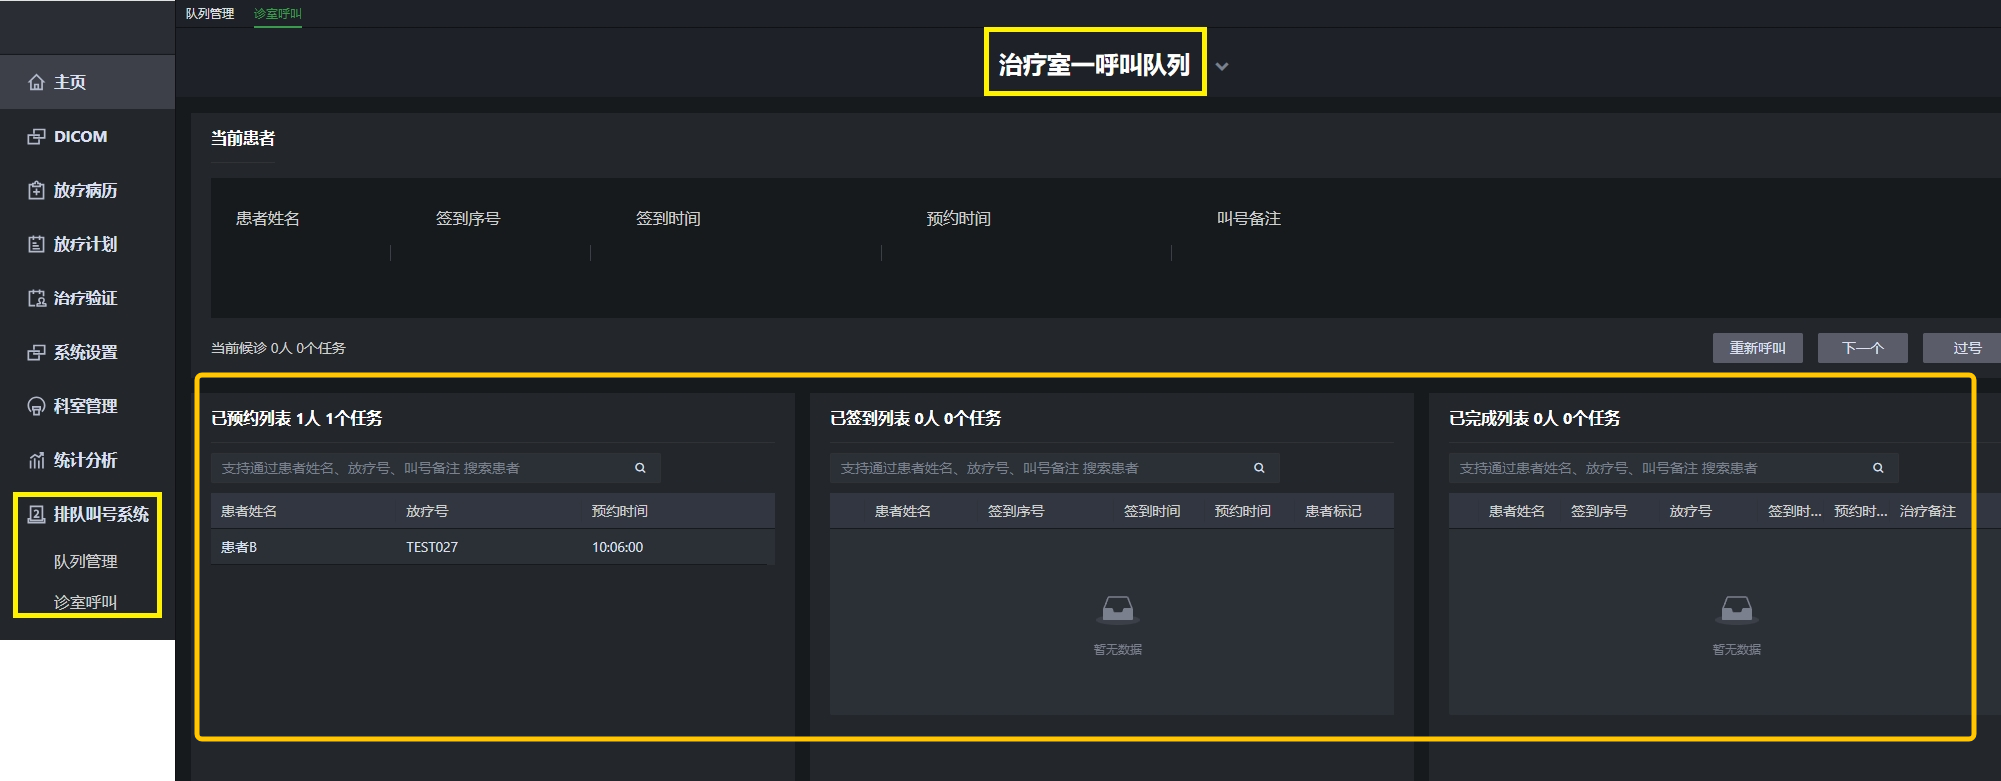 队列管理 诊室呼叫
治疗室一呼叫队列
主页
DICOM
放疗病历
放疗计划
治疗验证
系统设置
科室管理
统计分析
2 排队叫号系统
队列管理
诊室呼叫
当前患者
患者姓名 签到序号 签到时间 预约时间 叫号备注
当前候诊 0人 0个任务
重新呼叫 下一个 过号
已预约列表 1人 1个任务
支持通过患者姓名、放疗号、叫号备注 搜索患者
患者姓名 放疗号 预约时间
患者B TEST027 10:06:00
已签到列表 0人 0个任务
支持通过患者姓名、放疗号、叫号备注 搜索患者
患者姓名 签到序号 签到时间 预约时间 患者标记
暂无数据
已完成列表 0人 0个任务
支持通过患者姓名、放疗号、叫号备注 搜索患者
患者姓名 签到序号 放疗号 签到时... 预约时... 治疗备注
暂无数据